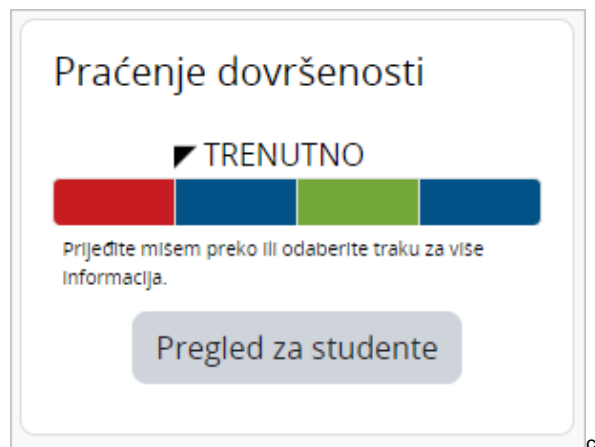 Praćenje dovršenosti
TRENUTNO
Prijeđite mišem preko ili odaberite traku za više
informacija.
Pregled za studente